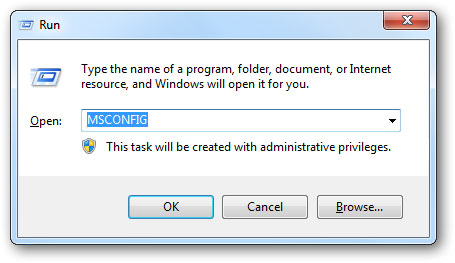 Run
Type the name of a program, folder, document, or Internet
resource, and Windows will open it for you.
Open: MSCONFIG
This task will be created with administrative privileges.
OK Cancel Browse...